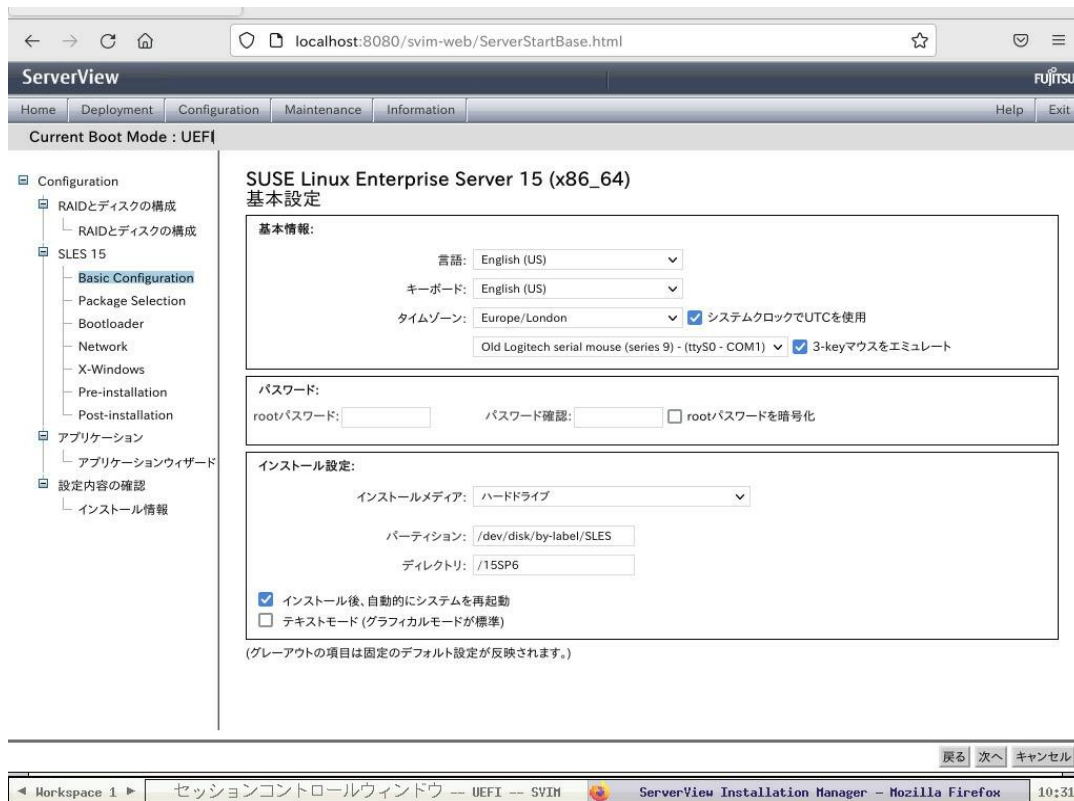 localhost:8080/svim-web/ServerStartBase.html
ServerView
FUJITSU
Home Deployment Configuration Maintenance Information Help Exit
Current Boot Mode : UEFI
Configuration
RAIDとディスクの構成
RAIDとディスクの構成
SLES 15
Basic Configuration
Package Selection
Bootloader
Network
X-Windows
Pre-installation
Post-installation
アプリケーション
アプリケーションウィザード
設定内容の確認
インストール情報
SUSE Linux Enterprise Server 15 (x86_64)
基本設定
基本情報:
言語: English (US)
キーボード: English (US)
タイムゾーン: Europe/London システムクロックでUTCを使用
Old Logitech serial mouse (series 9) - (ttyS0 - COM1) 3-keyマウスをエミュレート
パスワード:
rootパスワード: パスワード確認: rootパスワードを暗号化
インストール設定:
インストールメディア: ハードドライブ
パーティション: /dev/disk/by-label/SLES
ディレクトリ: /15SP6
インストール後、自動的にシステムを再起動
テキストモード (グラフィカルモードが標準)
(グレーアウトの項目は固定のデフォルト設定が反映されます。)
戻る 次へ キャンセル
Workspace 1 セッションコントロールウィンドウ -- UEFI -- SVIM ServerView Installation Manager — Mozilla Firefox 10:31